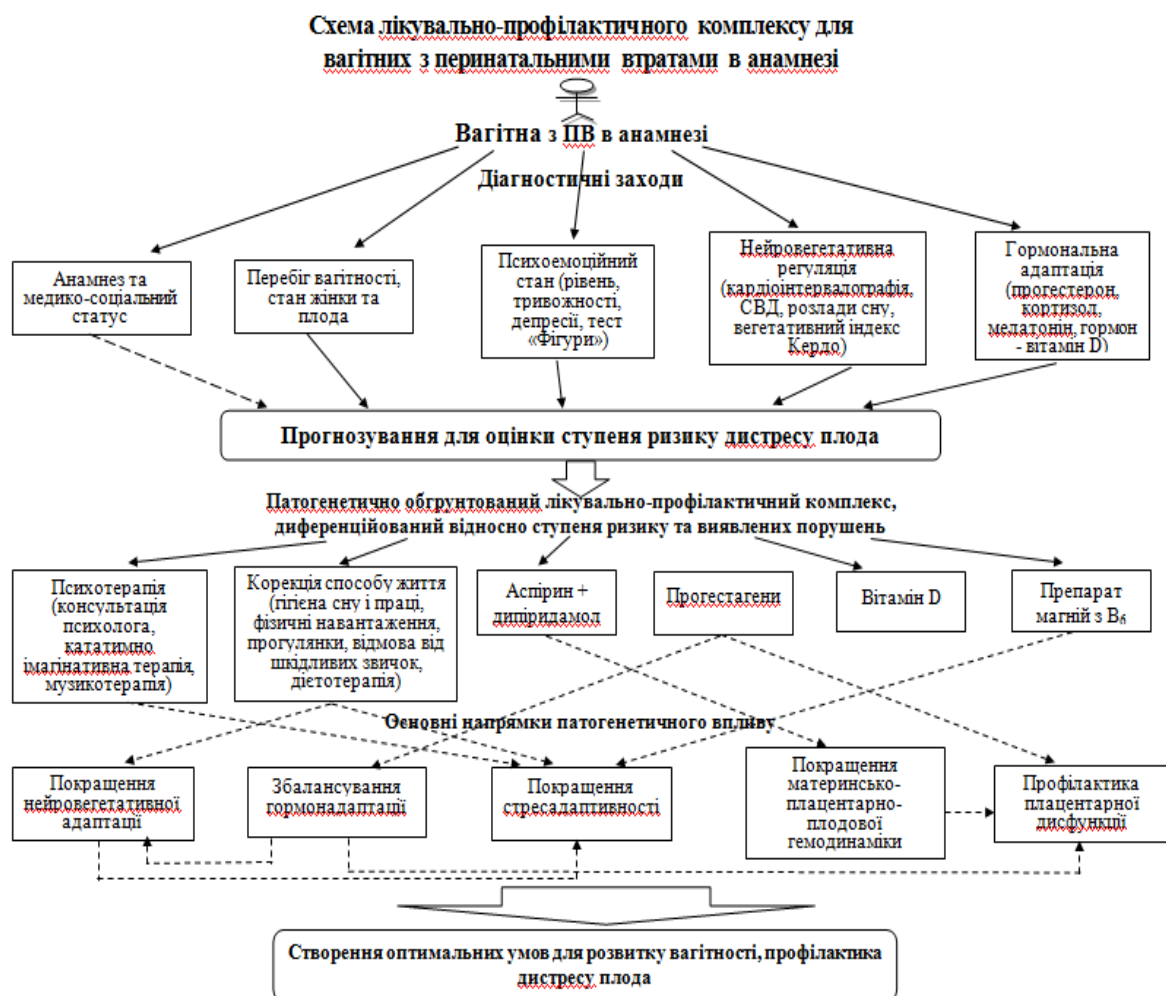 Схема лікувально-профілактичного комплексу для
вагітних з перинатальними втратами в анамнезі
Вагітна з ПВ в анамнезі
Діагностичні заходи
Анамнез та
медико-соціальний
статус
Перебіг вагітності,
стан жінки та
плода
Психоемоційний
стан (рівень,
тривожності,
депресії, тест
«Фігури»)
Нейровегетативна
регуляція
(кардіоінтервалографія,
СВД, розлади сну,
вегетативний індекс
Кердо)
Гормональна
адаптація
(прогестерон,
кортизол,
мелатонін, гормон
- вітамін D)
Прогнозування для оцінки ступеня ризику дистресу плода
Патогенетично обгрунтований лікувально-профілактичний комплекс,
диференційований відносно ступеня ризику та виявлених порушень
Психотерапія
(консультація
психолога,
кататимно
імагінативна терапія,
музикотерапія)
Корекція способу життя
(гігієна сну і праці,
фізичні навантаження,
прогулянки, відмова від
шкідливих звичок,
дієтотерапія)
Аспірин +
дипіридамол
Прогестагени
Вітамін D
Препарат
магній з В6
Основні напрямки патогенетичного впливу
Покращення
нейровегетативної
адаптації
Збалансування
гормонадаптації
Покращення
стресадаптивності
Покращення
материнсько-
плацентарно-
плодової
гемодинаміки
Профілактика
плацентарної
дисфункції
Створення оптимальних умов для розвитку вагітності, профілактика
дистресу плода